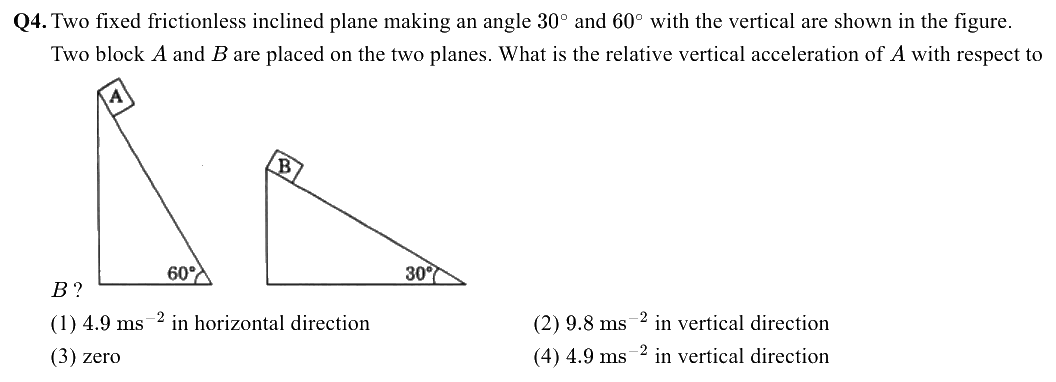 Q4. Two fixed frictionless inclined plane making an angle 30° and 60° with the vertical are shown in the figure.
Two block A and B are placed on the two planes. What is the relative vertical acceleration of A with respect to
A
B
60°
30°
B ?
(1) 4.9 ms⁻² in horizontal direction
(2) 9.8 ms⁻² in vertical direction
(3) zero
(4) 4.9 ms⁻² in vertical direction